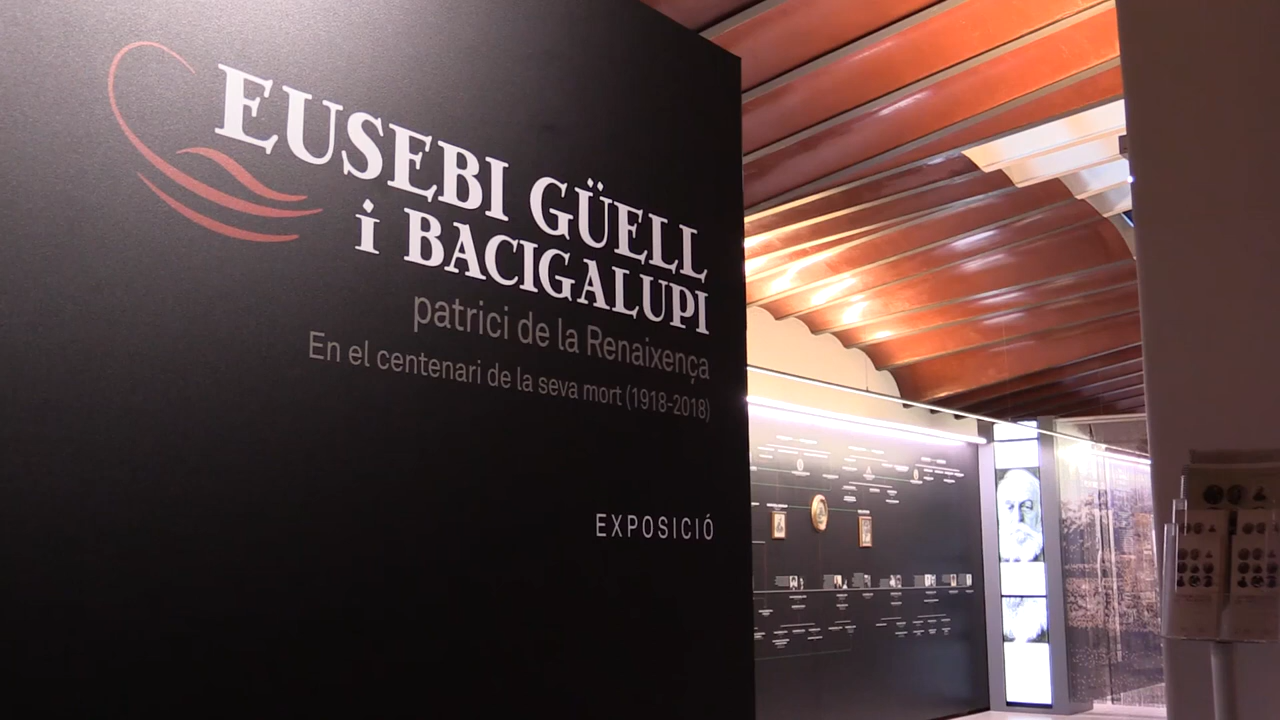 EUSEBI GÜELL
i BACIGALUPI
patrici de la Renaixença
En el centenari de la seva mort (1918-2018)
EXPOSICIÓ